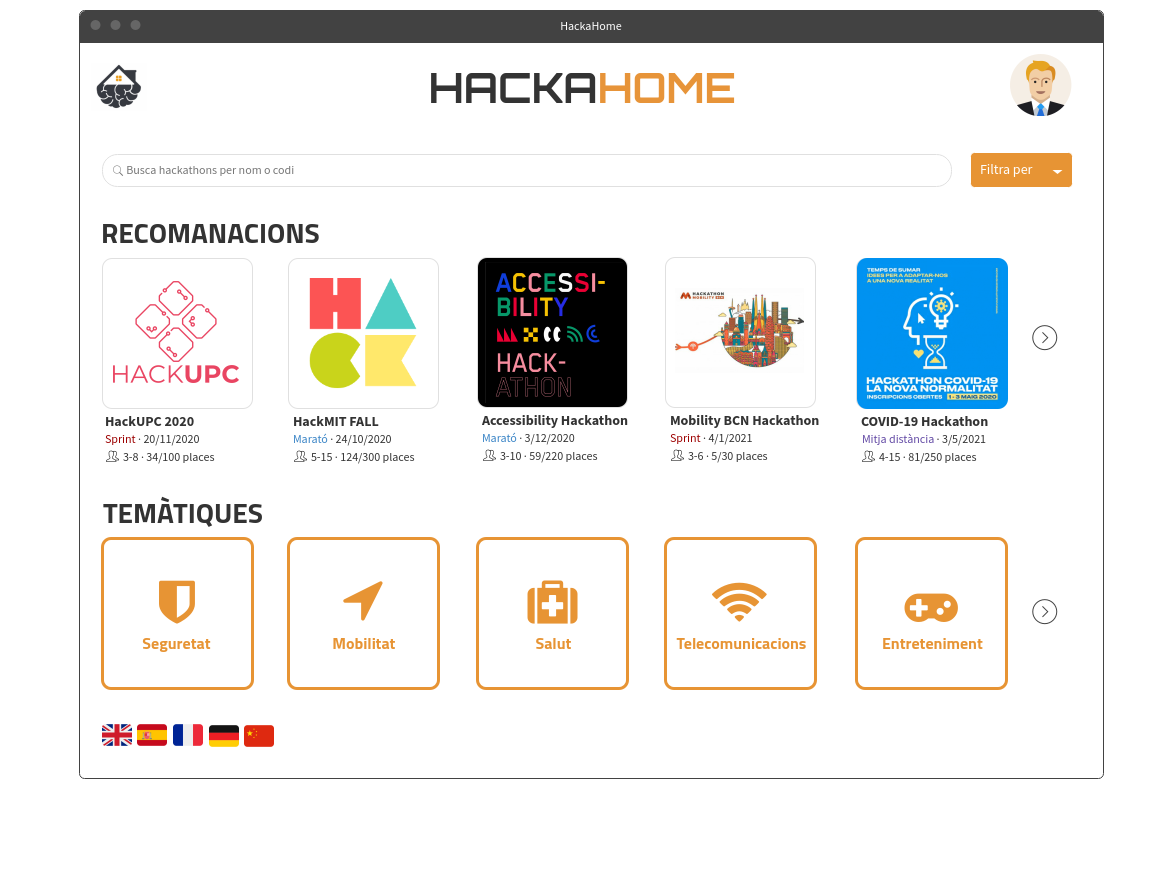 HackaHome
HACKAHOME
Busca hackathons per nom o codi
Filtra per
RECOMANACIONS
HACKUPC
HackUPC 2020
Sprint · 20/11/2020
3-8 · 34/100 places
HACK
HackMIT FALL
Marató · 24/10/2020
5-15 · 124/300 places
ACCESSI-
BILITY
HACK-
ATHON
Accessibility Hackathon
Marató · 3/12/2020
3-10 · 59/220 places
HACKATHON
MOBILITY
Mobility BCN Hackathon
Sprint · 4/1/2021
3-6 · 5/30 places
TEMPS DE SUMAR
IDEES PER A ADAPTAR-NOS
A UNA NOVA REALITAT
HACKATHON COVID-19
LA NOVA NORMALITAT
INSCRIPCIONS OBERTES 1-3 MAIG 2020
COVID-19 Hackathon
Mitja distància · 3/5/2021
4-15 · 81/250 places
TEMÀTIQUES
Seguretat
Mobilitat
Salut
Telecomunicacions
Entreteniment